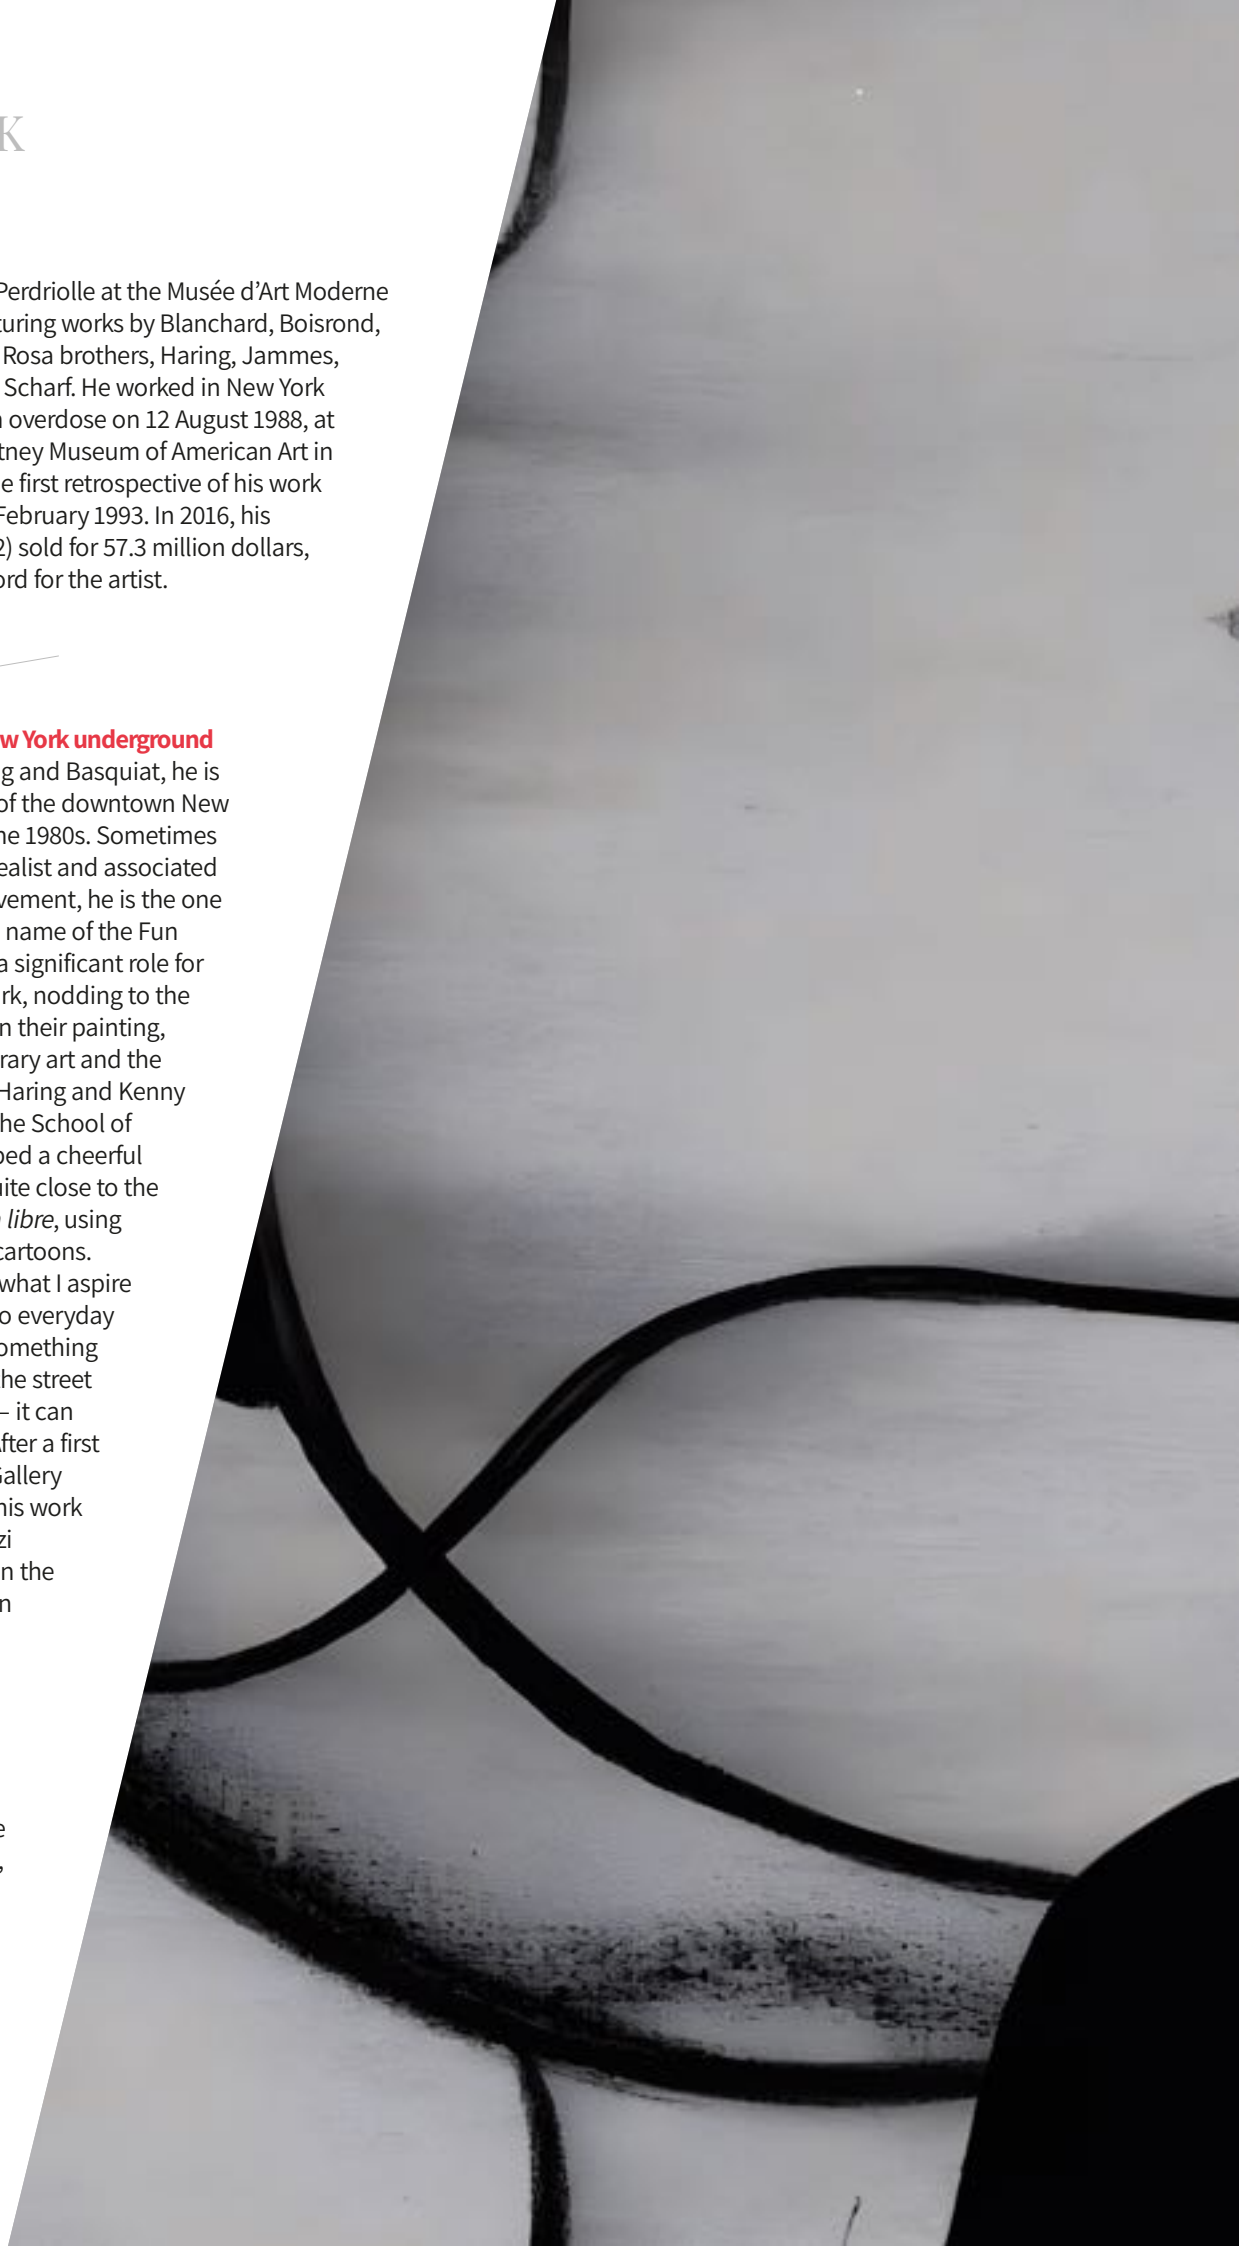 K
Perdriolle at the Musée d’Art Moderne
turing works by Blanchard, Boisrond,
Rosa brothers, Haring, Jammes,
Scharf. He worked in New York
overdose on 12 August 1988, at
tney Museum of American Art in
e first retrospective of his work
February 1993. In 2016, his
2) sold for 57.3 million dollars,
ord for the artist.
w York underground
g and Basquiat, he is
of the downtown New
he 1980s. Sometimes
ealist and associated
vement, he is the one
name of the Fun
a significant role for
rk, nodding to the
n their painting,
rary art and the
Haring and Kenny
he School of
ped a cheerful
uite close to the
libre, using
cartoons.
what I aspire
o everyday
omething
the street
– it can
After a first
Gallery
his work
zi
n the
n
e
,